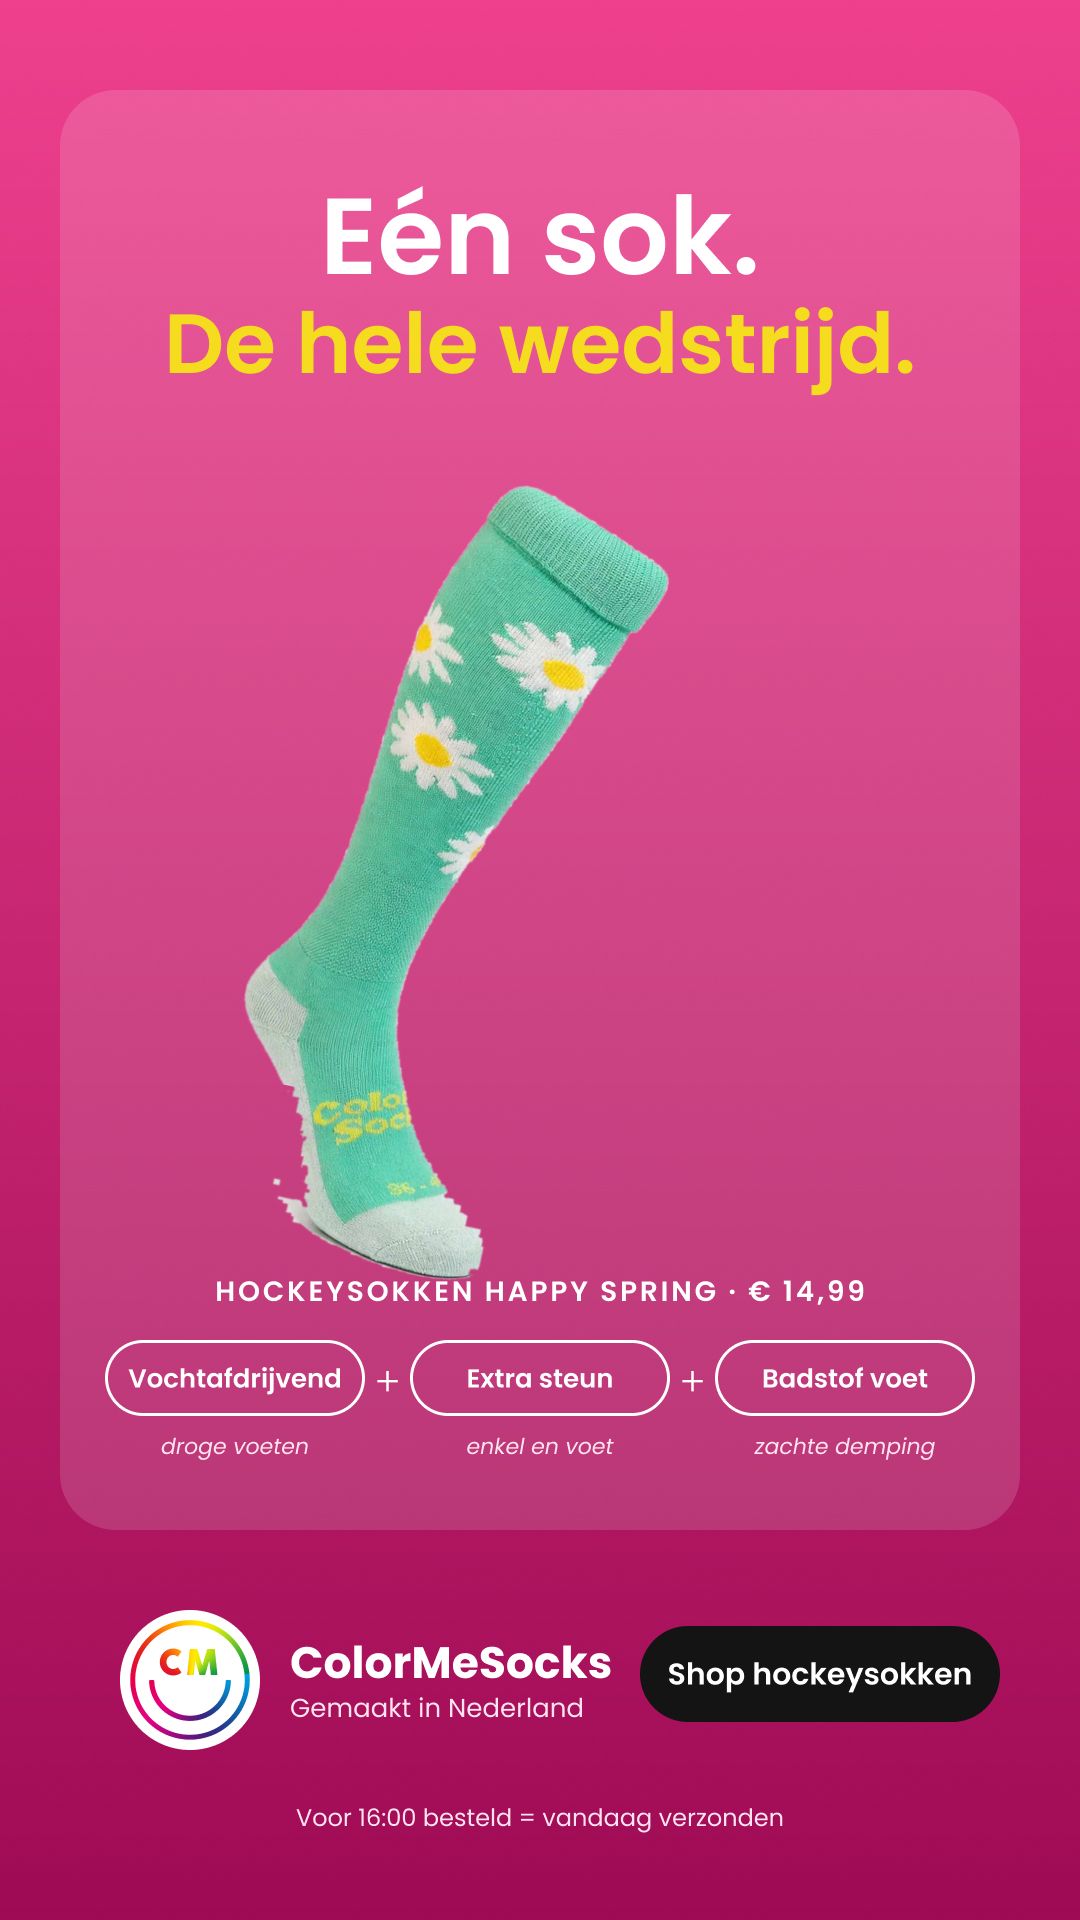 Eén sok.
De hele wedstrijd.
HOCKEYSOKKEN HAPPY SPRING · € 14,99
Vochtafdrijvend + Extra steun + Badstof voet
droge voeten enkel en voet zachte demping
CM
ColorMeSocks
Gemaakt in Nederland
Shop hockeysokken
Voor 16:00 besteld = vandaag verzonden